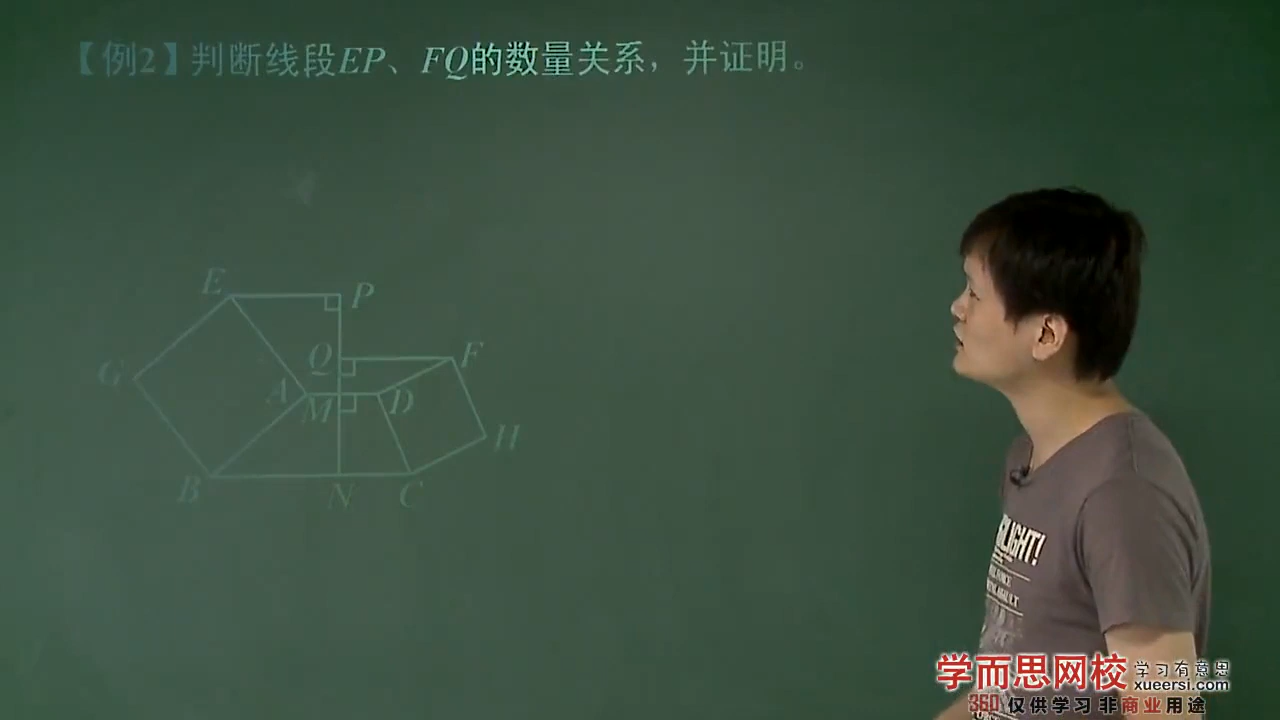 【例2】判断线段EP、FQ的数量关系，并证明。
E
P
Q
F
G
A
M
D
H
B
N
C
LIGHT!
学而思网校 学习有意思
xueersi.com
360 仅供学习 非商业用途